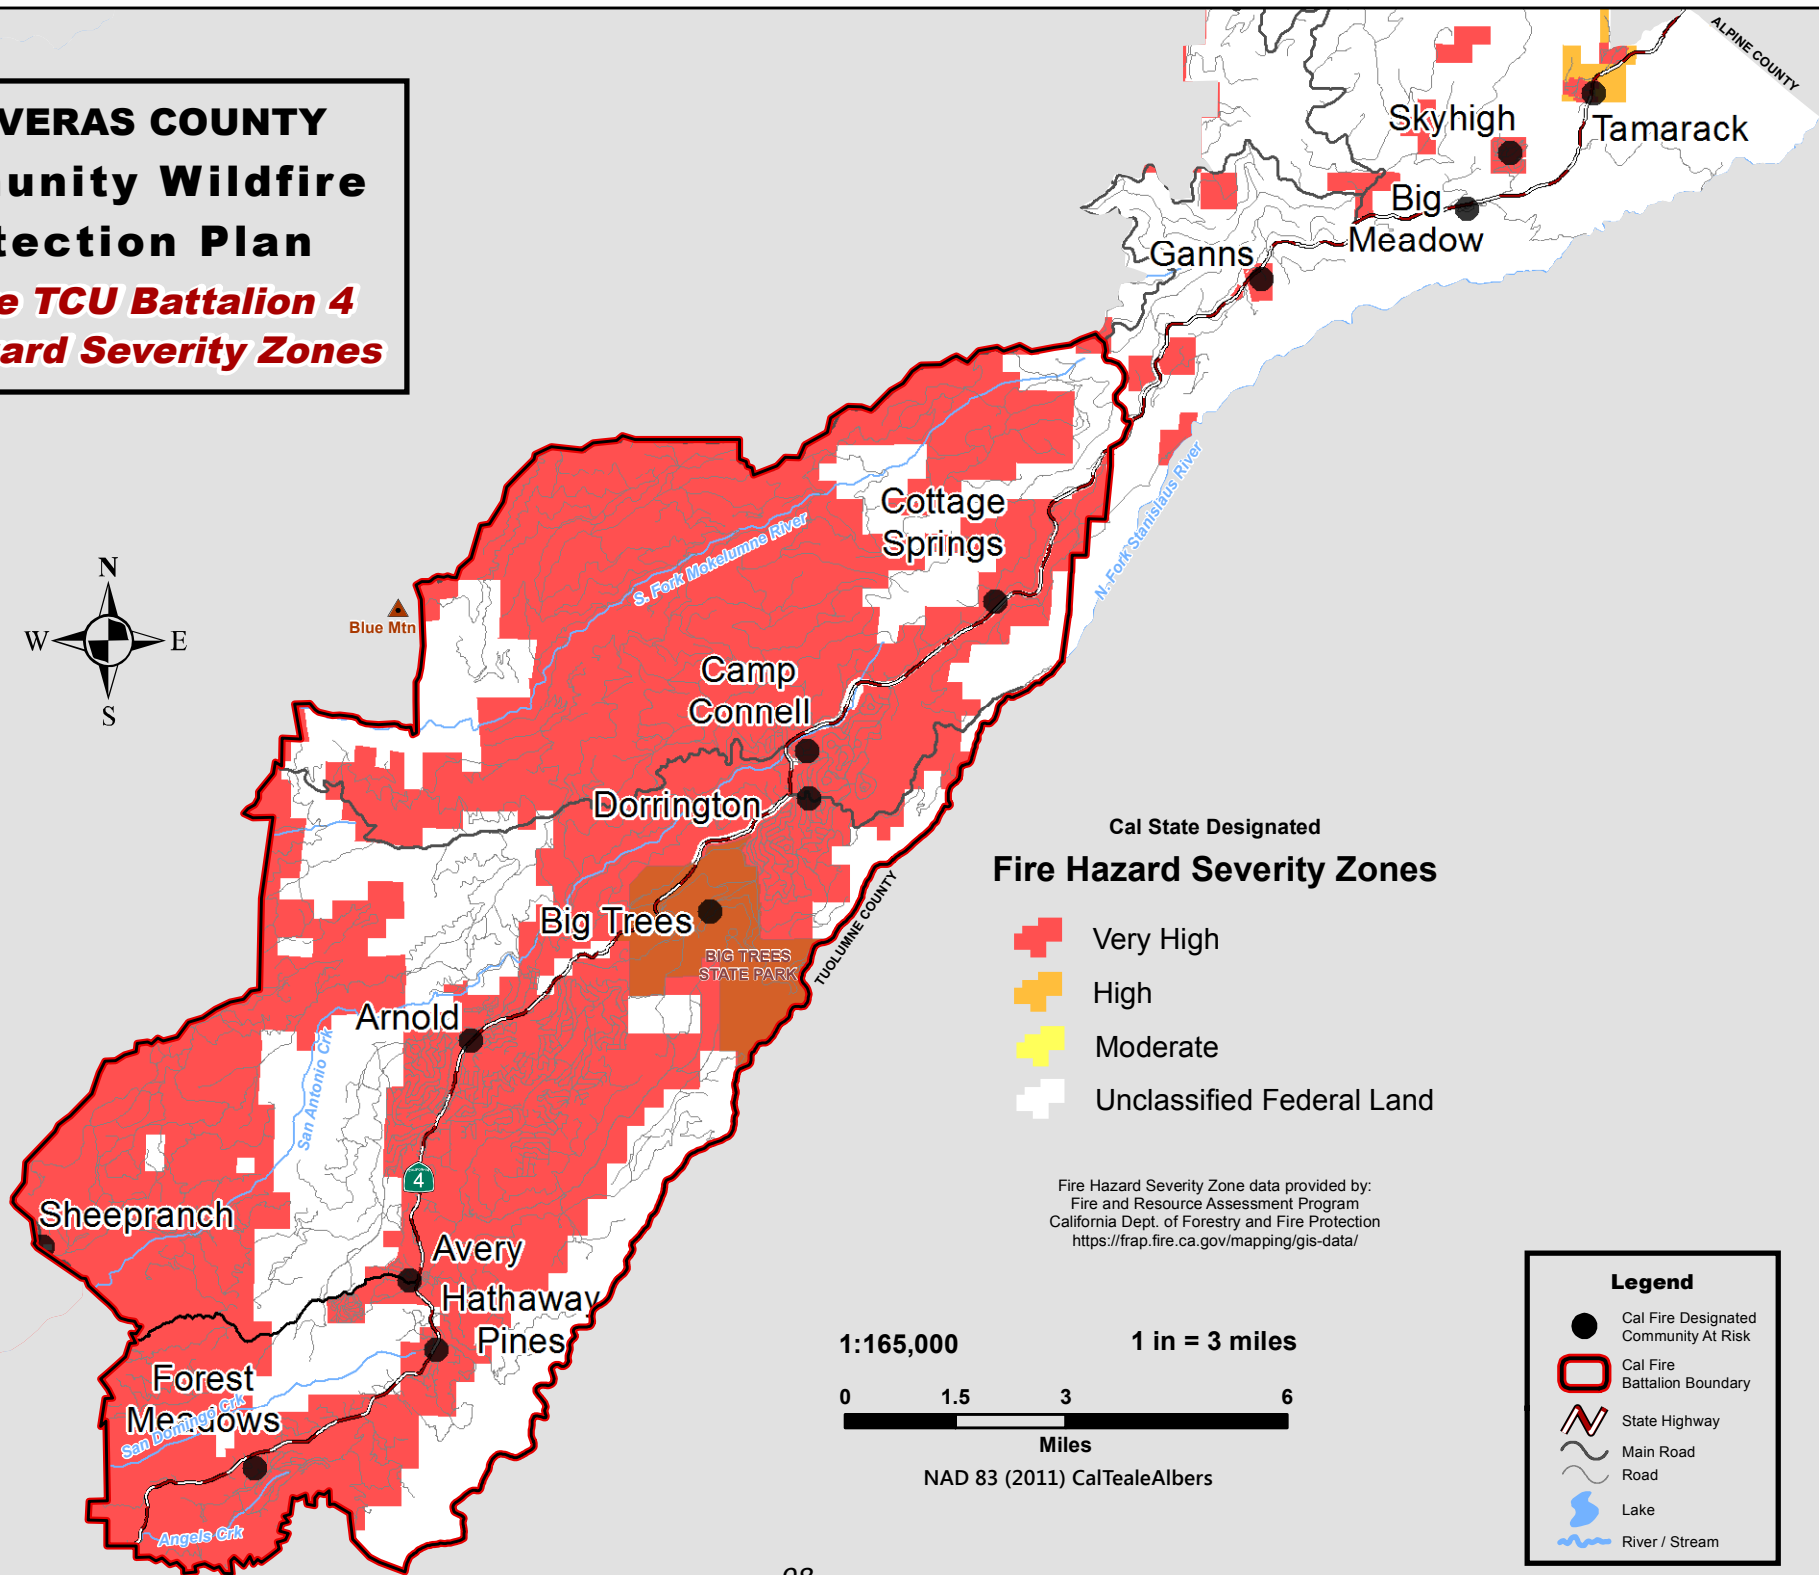 VERAS COUNTY
unity Wildfire
tection Plan
e TCU Battalion 4
ard Severity Zones
ALPINE COUNTY
Skyhigh
Tamarack
Big
Meadow
Ganns
Cottage
Springs
S. Fork Mokelumne River
N. Fork Stanislaus River
N
W
E
S
Blue Mtn
Camp
Connell
Dorrington
Big Trees
BIG TREES
STATE PARK
TUOLUMNE COUNTY
Arnold
San Antonio Crk
4
Sheepranch
Avery
Hathaway
Pines
Forest
Meadows
San Domingo Crk
Angels Crk
Cal State Designated
Fire Hazard Severity Zones
Very High
High
Moderate
Unclassified Federal Land
Fire Hazard Severity Zone data provided by:
Fire and Resource Assessment Program
California Dept. of Forestry and Fire Protection
https://frap.fire.ca.gov/mapping/gis-data/
1:165,000
1 in = 3 miles
0 1.5 3 6
Miles
NAD 83 (2011) CalTealeAlbers
Legend
Cal Fire Designated
Community At Risk
Cal Fire
Battalion Boundary
State Highway
Main Road
Road
Lake
River / Stream